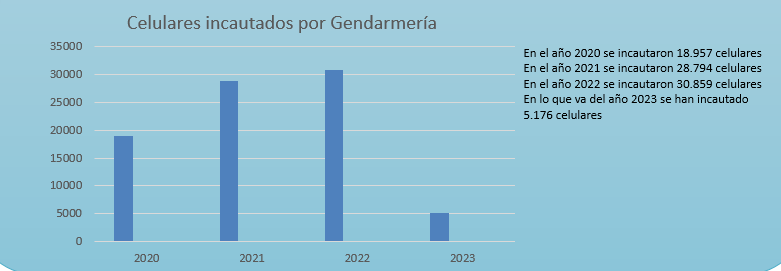 Celulares incautados por Gendarmería
35000
30000
25000
20000
15000
10000
5000
0
2020
2021
2022
2023
En el año 2020 se incautaron 18.957 celulares
En el año 2021 se incautaron 28.794 celulares
En el año 2022 se incautaron 30.859 celulares
En lo que va del año 2023 se han incautado
5.176 celulares